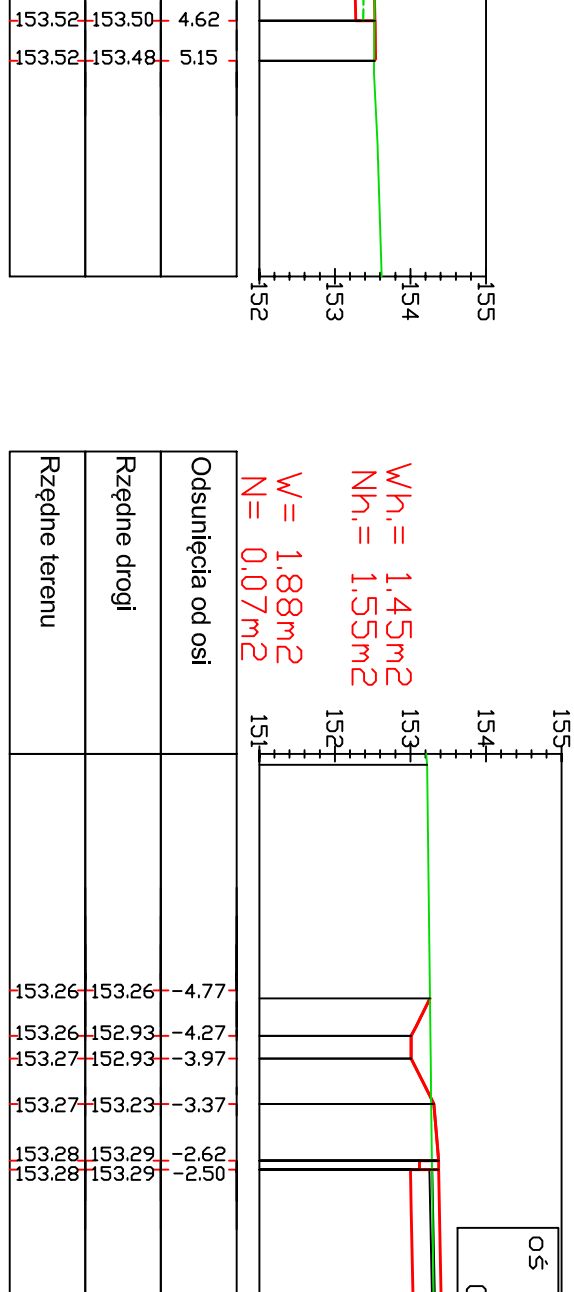 153.52 153.50 4.62
153.52 153.48 5.15
152 153 154 155
Wh.= 1.45m2
Nh.= 1.55m2
W= 1.88m2
N= 0.07m2
Odsunięcia od osi
Rzędne drogi
Rzędne terenu
151 152 153 154 155
153.26 153.26 -4.77
153.26 152.93 -4.27
153.27 152.93 -3.97
153.27 153.23 -3.37
153.28 153.29 -2.62
153.28 153.29 -2.50
oś